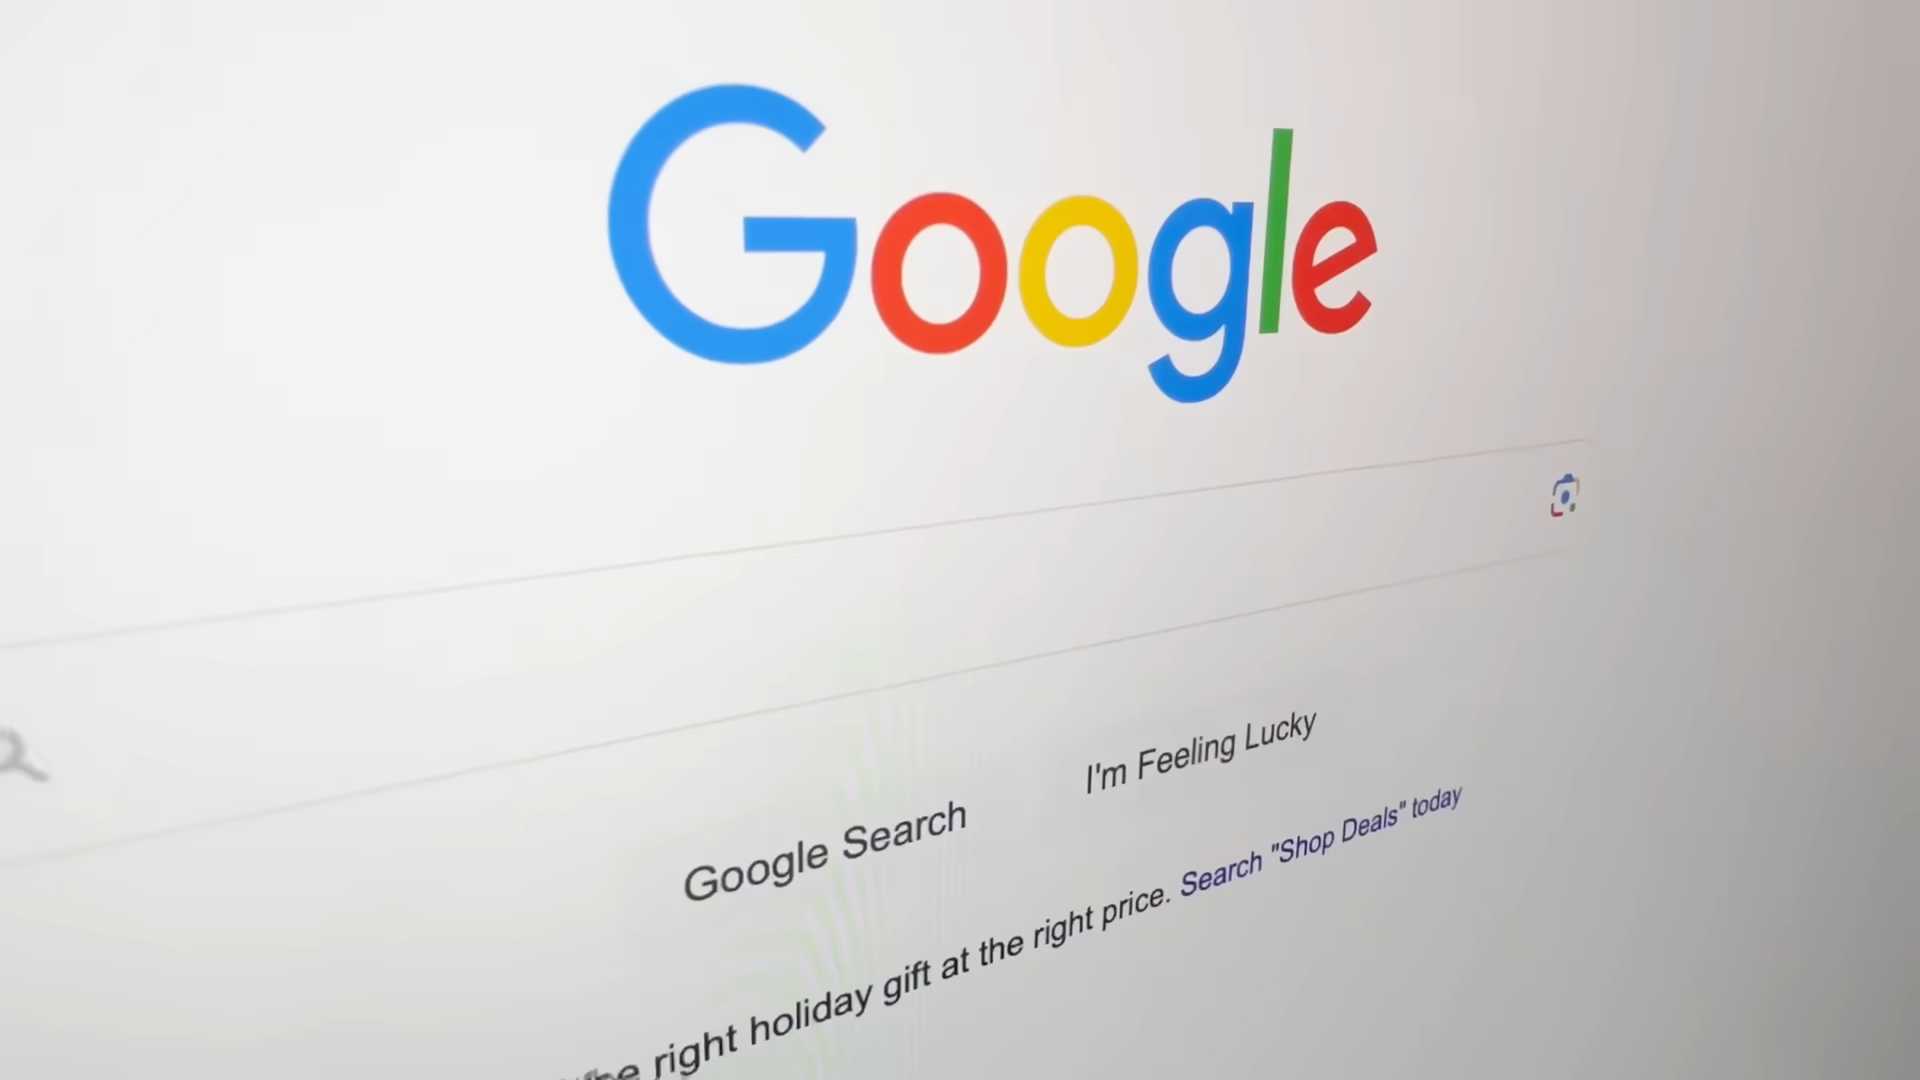 Google
Google Search
I'm Feeling Lucky
right holiday gift at the right price. Search "Shop Deals" today